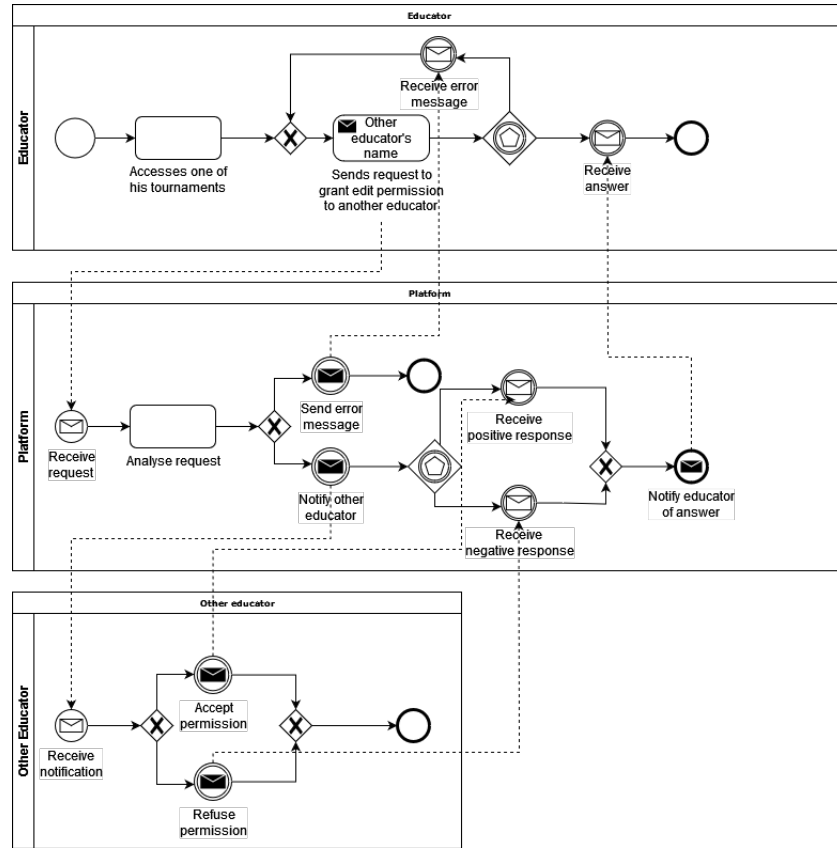 Educator
Educator
Receive error
message
Other
educator's
name
Accesses one of
his tournaments
Sends request to
grant edit permission
to another educator
Receive
answer
Platform
Platform
Send error
message
Receive
positive response
Receive
request
Analyse request
Notify other
educator
Notify educator
of answer
Receive
negative response
Other educator
Other Educator
Accept
permission
Receive
notification
Refuse
permission